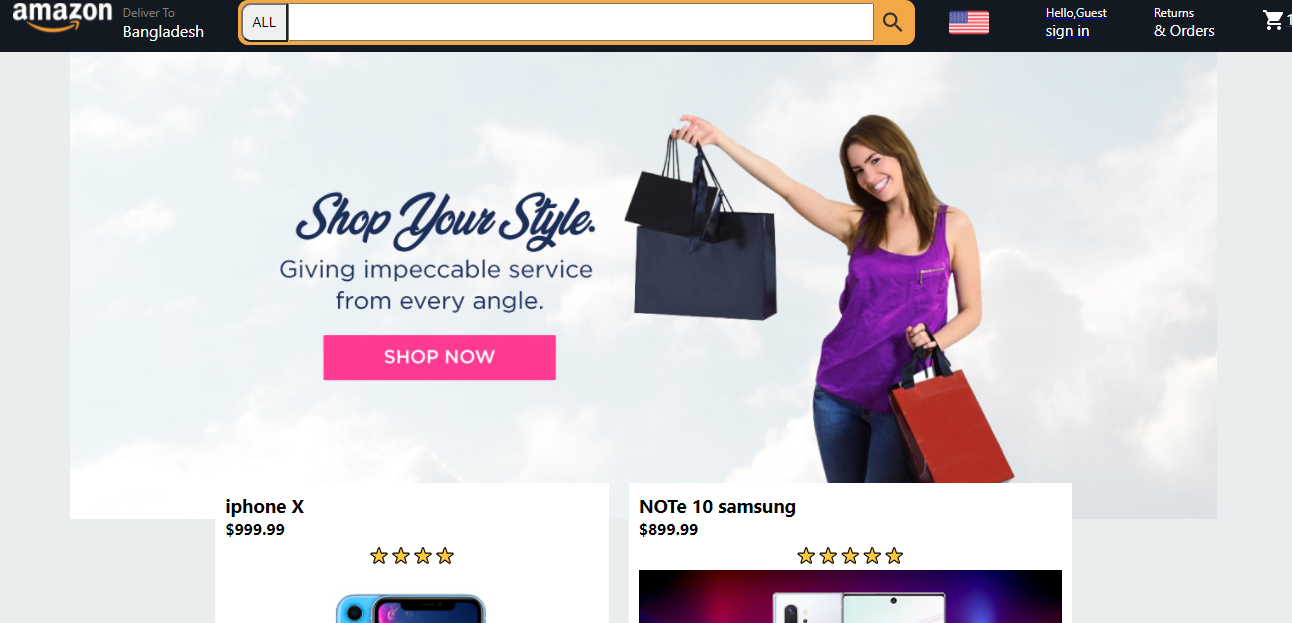 amazon
Deliver To
Bangladesh
ALL
Hello,Guest
sign in
Returns
& Orders
1
Shop Your Style.
Giving impeccable service
from every angle.
SHOP NOW
iphone X
$999.99
NOTe 10 samsung
$899.99